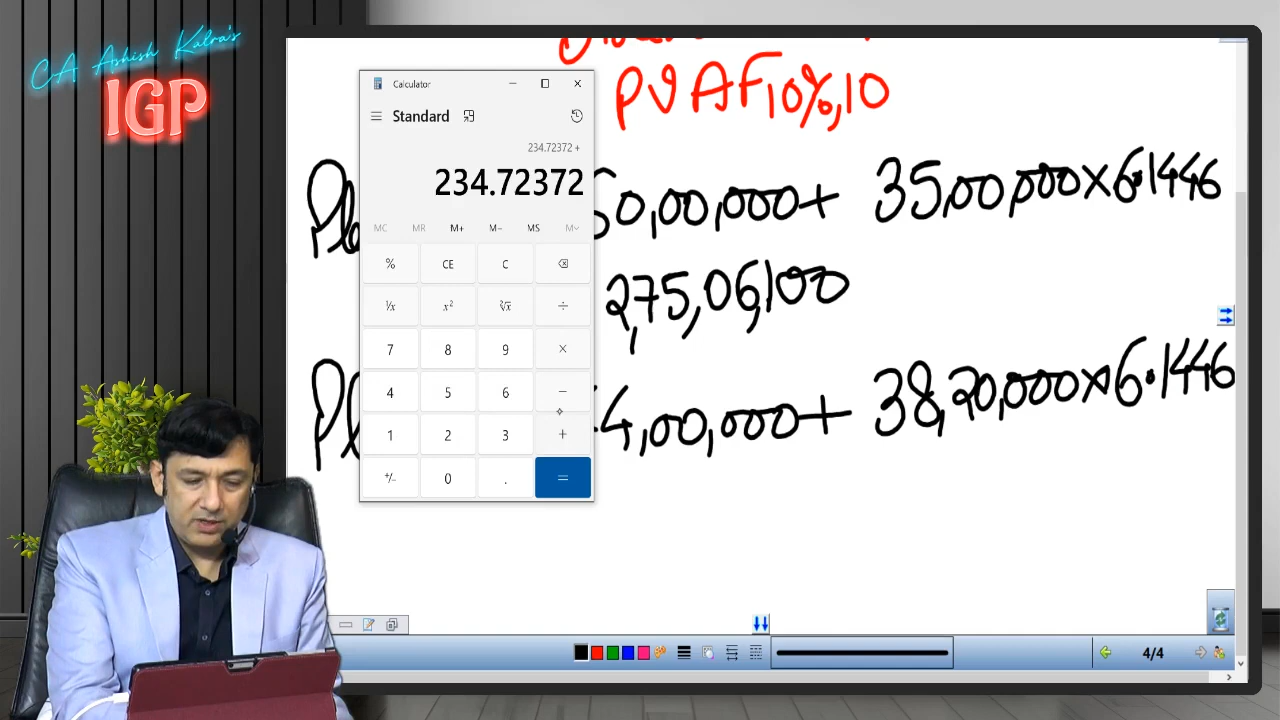 CA Ashish Kalra's
IGP
PVAF10%,10
Calculator
Standard
234.72372 +
234.72372
MC MR M+ M− MS M˅
% CE C
¹/x x² ²√x ÷
7 8 9 ×
4 5 6 −
1 2 3 +
+/− 0 . =
50,00,000+ 35,00,000×6.1446
2,75,06,100
4,00,000+ 38,20,000×6.1446
4/4